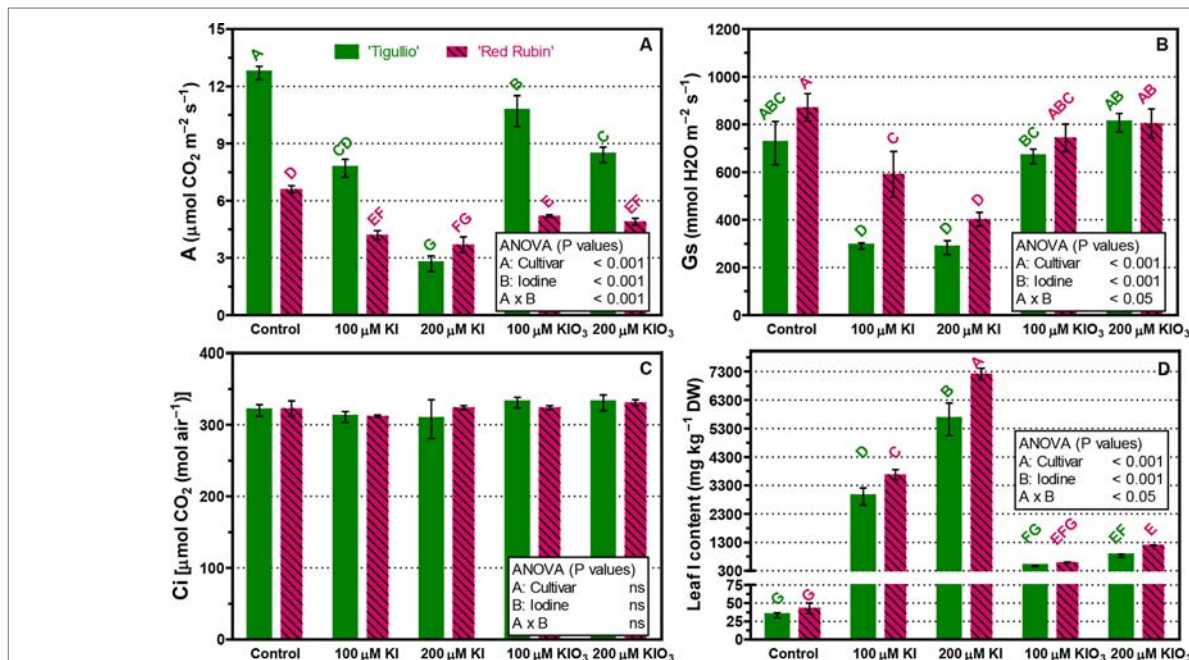 A
'Tigullio' 'Red Rubin'
15
12
9
6
3
0
A (μmol CO₂ m⁻² s⁻¹)
A
D
CD
EF
G
FG
B
E
C
EF
ANOVA (P values)
A: Cultivar < 0.001
B: Iodine < 0.001
A x B < 0.001
Control 100 μM KI 200 μM KI 100 μM KIO₃ 200 μM KIO₃
B
1200
1000
800
600
400
200
0
Gs (mmol H2O m⁻² s⁻¹)
ABC
A
D
C
D
D
BC
ABC
AB
AB
ANOVA (P values)
A: Cultivar < 0.001
B: Iodine < 0.001
A x B < 0.05
Control 100 μM KI 200 μM KI 100 μM KIO₃ 200 μM KIO₃
C
400
300
200
100
0
Ci [μmol CO₂ (mol air⁻¹)]
ANOVA (P values)
A: Cultivar ns
B: Iodine ns
A x B ns
Control 100 μM KI 200 μM KI 100 μM KIO₃ 200 μM KIO₃
D
7300
6300
5300
4300
3300
2300
1300
300
75
50
25
0
Leaf I content (mg kg⁻¹ DW)
G
G
D
C
B
A
FG
EFG
EF
E
ANOVA (P values)
A: Cultivar < 0.001
B: Iodine < 0.001
A x B < 0.05
Control 100 μM KI 200 μM KI 100 μM KIO₃ 200 μM KIO₃